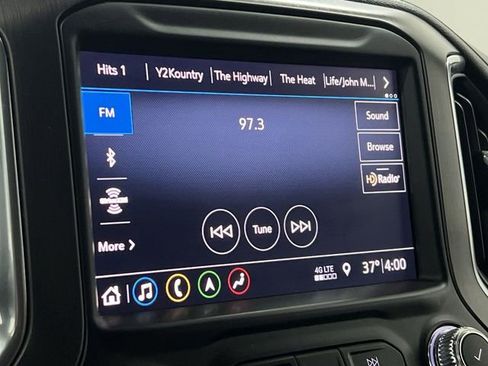 Hits 1 Y2Kountry The Highway The Heat Life/John M...
FM
97.3
Sound
Browse
HD Radio
SiriusXM
Tune
More
4G LTE
37° 4:00